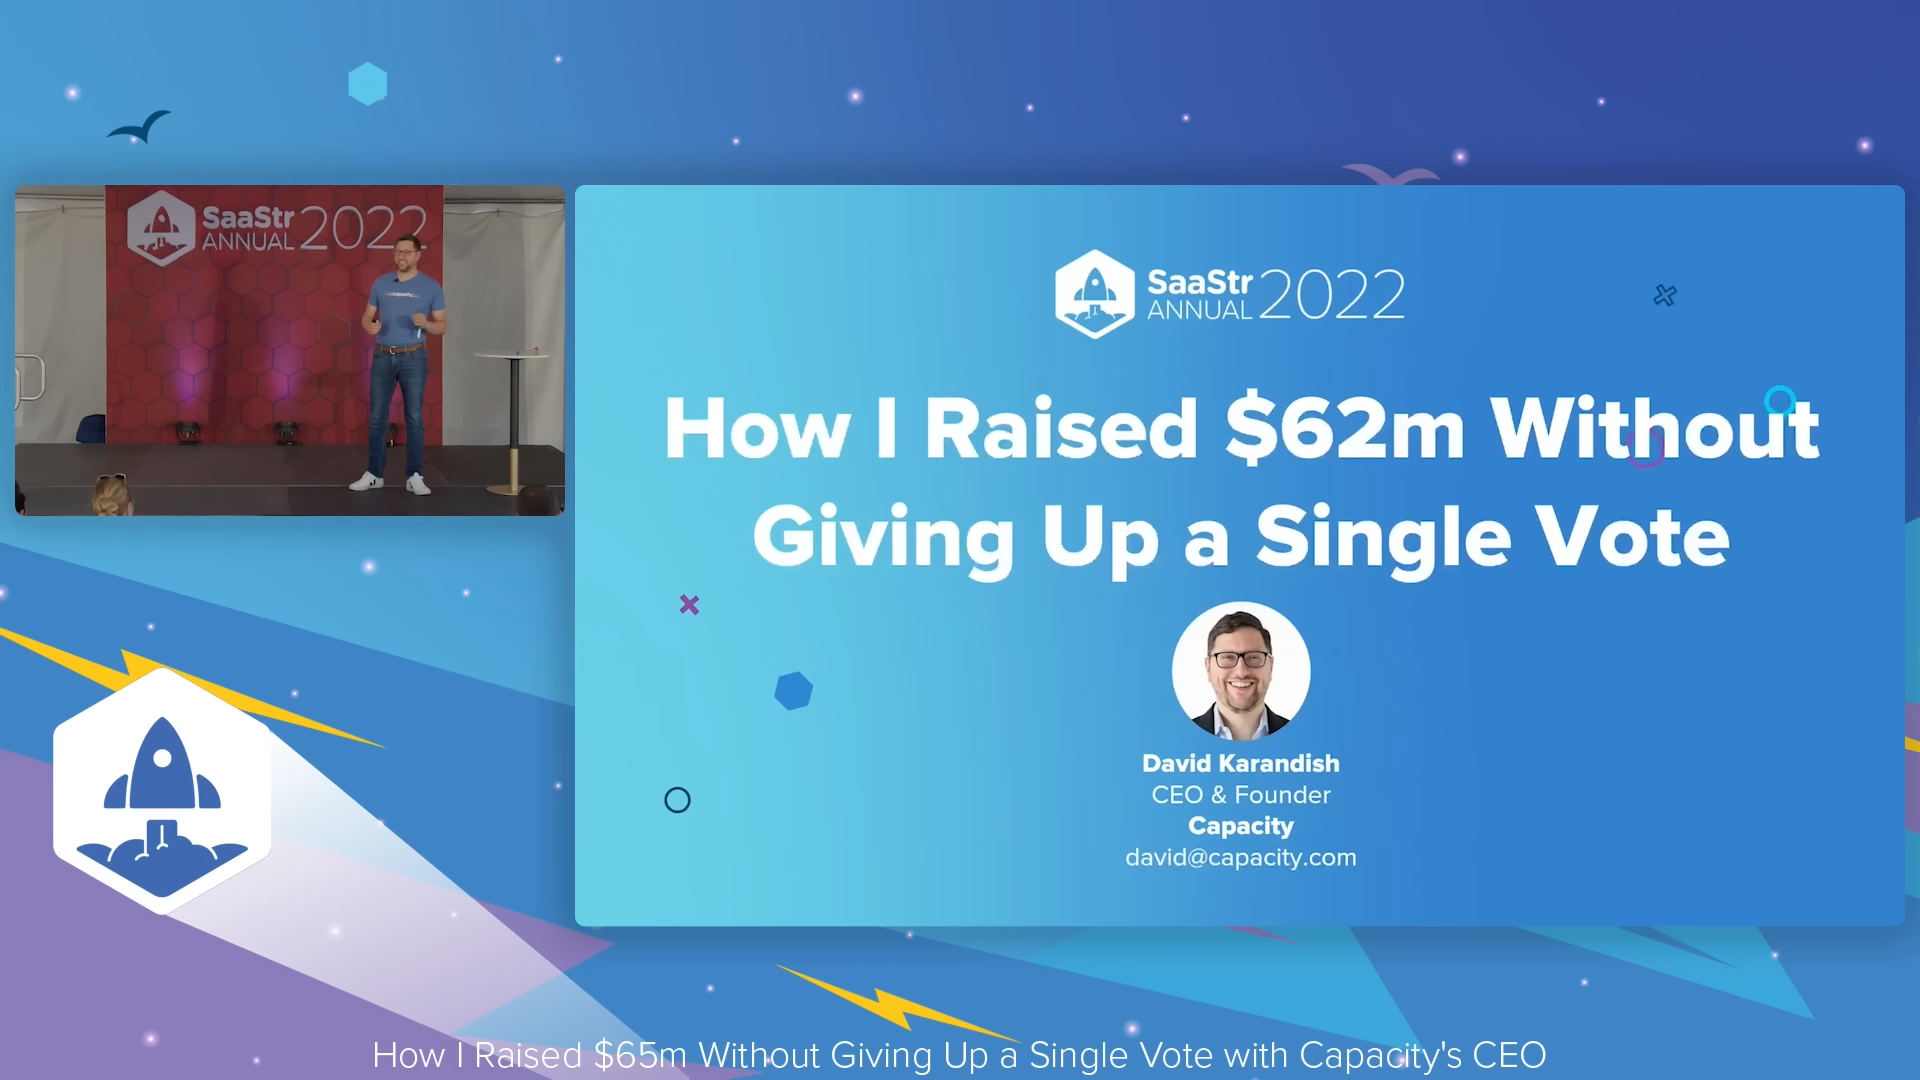 SaaStr
ANNUAL 2022
capacity
SaaStr
ANNUAL 2022
How I Raised $62m Without
Giving Up a Single Vote
David Karandish
CEO & Founder
Capacity
david@capacity.com
How I Raised $65m Without Giving Up a Single Vote with Capacity's CEO